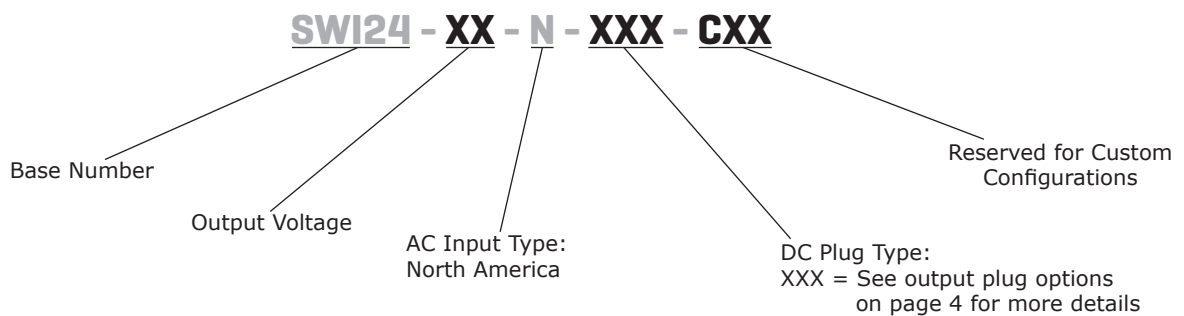 SWI24 - XX - N - XXX - CXX
Base Number
Output Voltage
AC Input Type:
North America
DC Plug Type:
XXX = See output plug options
on page 4 for more details
Reserved for Custom
Configurations